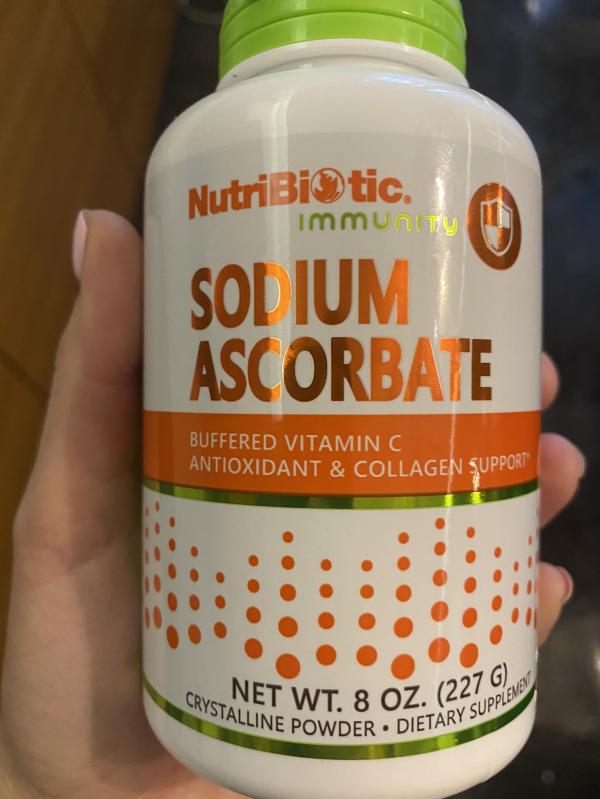 NutriBiotic®
immunity
SODIUM
ASCORBATE
BUFFERED VITAMIN C
ANTIOXIDANT & COLLAGEN SUPPORT*
NET WT. 8 OZ. (227 G)
CRYSTALLINE POWDER • DIETARY SUPPLEMENT